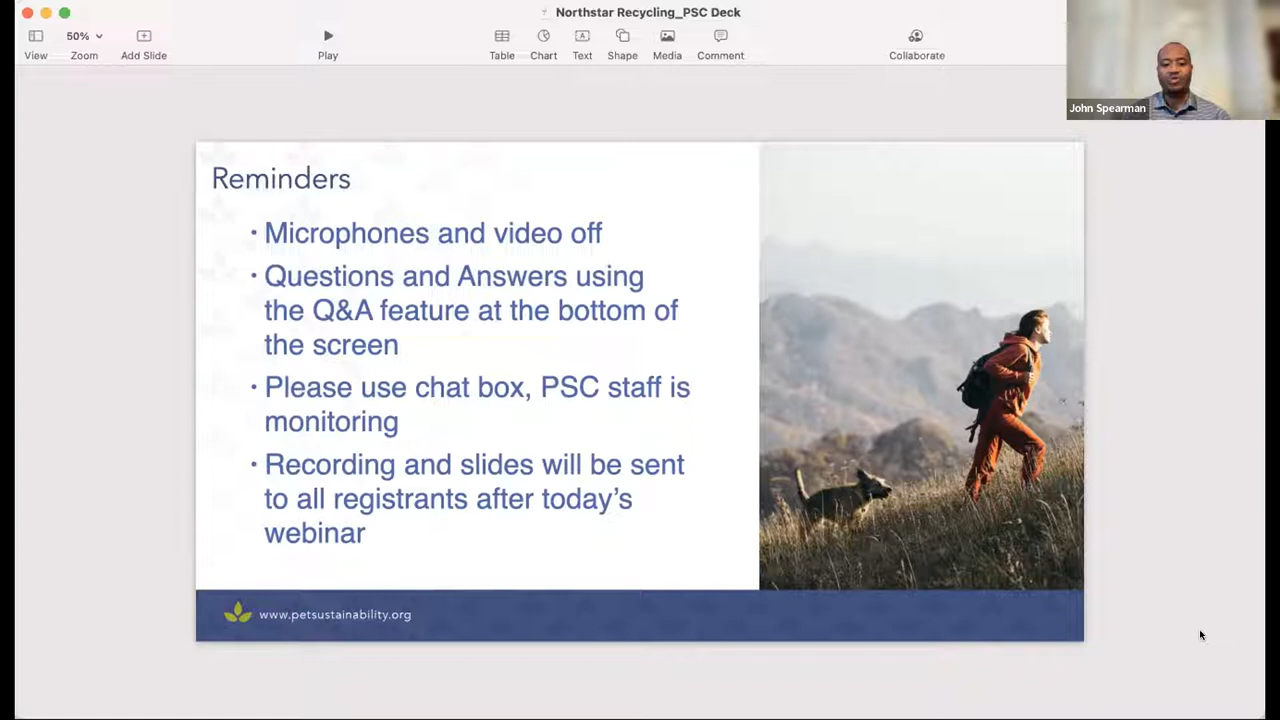 Northstar Recycling_PSC Deck
50%
View
Zoom
Add Slide
Play
Table
Chart
Text
Shape
Media
Comment
Collaborate
John Spearman
Reminders
• Microphones and video off
• Questions and Answers using
the Q&A feature at the bottom of
the screen
• Please use chat box, PSC staff is
monitoring
• Recording and slides will be sent
to all registrants after today’s
webinar
www.petsustainability.org